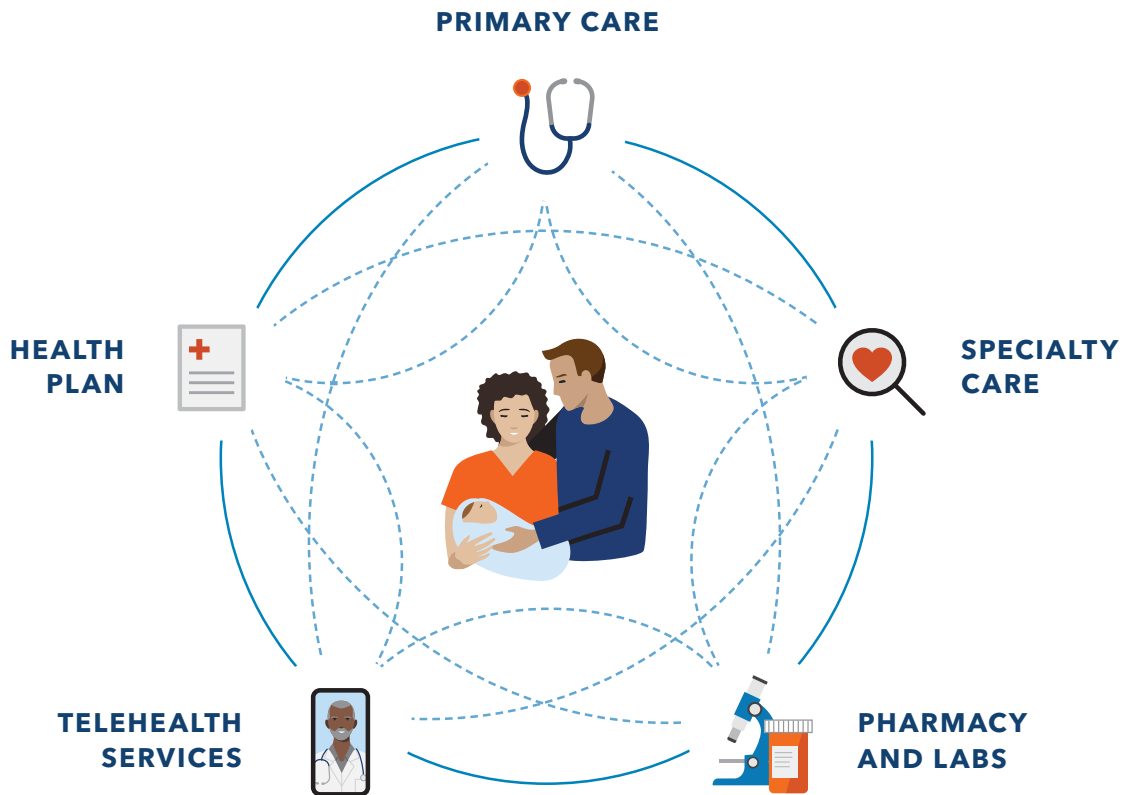 PRIMARY CARE
HEALTH
PLAN
SPECIALTY
CARE
TELEHEALTH
SERVICES
PHARMACY
AND LABS